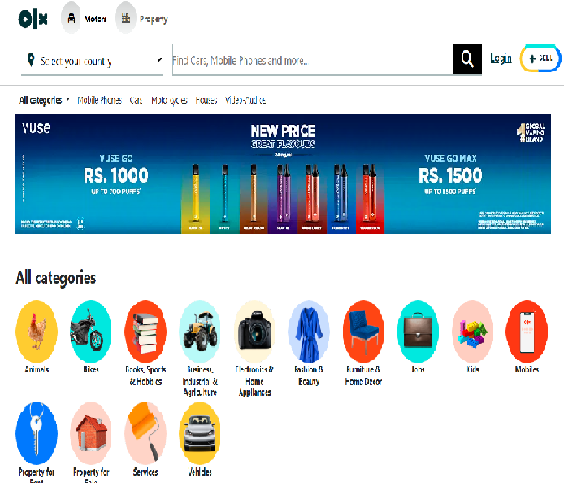 olx
Motors
Property
Select your country
Find Cars, Mobile Phones and more..
Login
+ SELL
All categories
Mobile Phones
Cars
Motorcycles
Houses
vuse
NEW PRICE
GREAT FLAVOURS
VUSE GO
RS. 1000
UP TO 700 PUFFS
VUSE GO MAX
RS. 1500
UP TO 1500 PUFFS
All categories
Animals
Bikes
Books, Sports
& Hobbies
Business,
Industrial &
Agriculture
Electronics &
Home
Appliances
Fashion &
Beauty
Furniture &
Home Decor
Jobs
Kids
Mobiles
Property for
Rent
Property for
Sale
Services
Vehicles